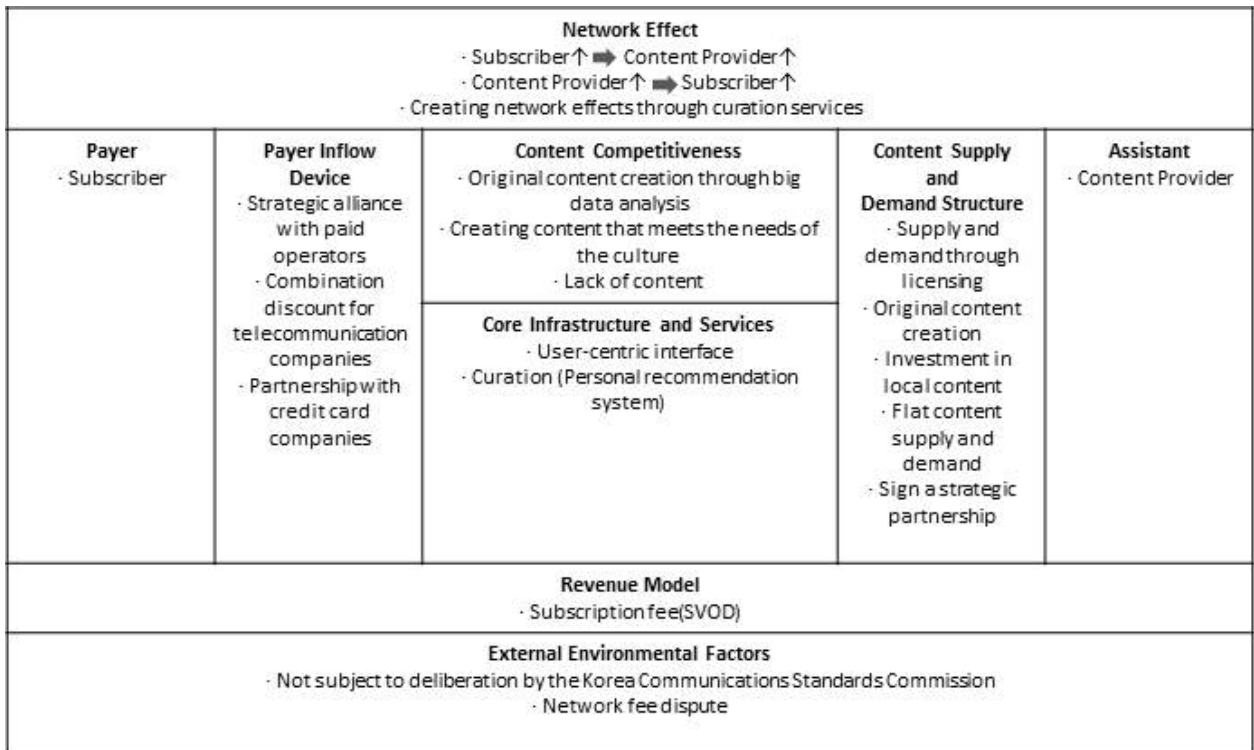 Network Effect
· Subscriber↑ ➡ Content Provider↑
· Content Provider↑ ➡ Subscriber↑
· Creating network effects through curation services
Payer
· Subscriber
Payer Inflow
Device
· Strategic alliance
with paid
operators
· Combination
discount for
telecommunication
companies
· Partnership with
credit card
companies
Content Competitiveness
· Original content creation through big
data analysis
· Creating content that meets the needs of
the culture
· Lack of content
Core Infrastructure and Services
· User-centric interface
· Curation (Personal recommendation
system)
Content Supply
and
Demand Structure
· Supply and
demand through
licensing
· Original content
creation
· Investment in
local content
· Flat content
supply and
demand
· Sign a strategic
partnership
Assistant
· Content Provider
Revenue Model
· Subscription fee(SVOD)
External Environmental Factors
· Not subject to deliberation by the Korea Communications Standards Commission
· Network fee dispute